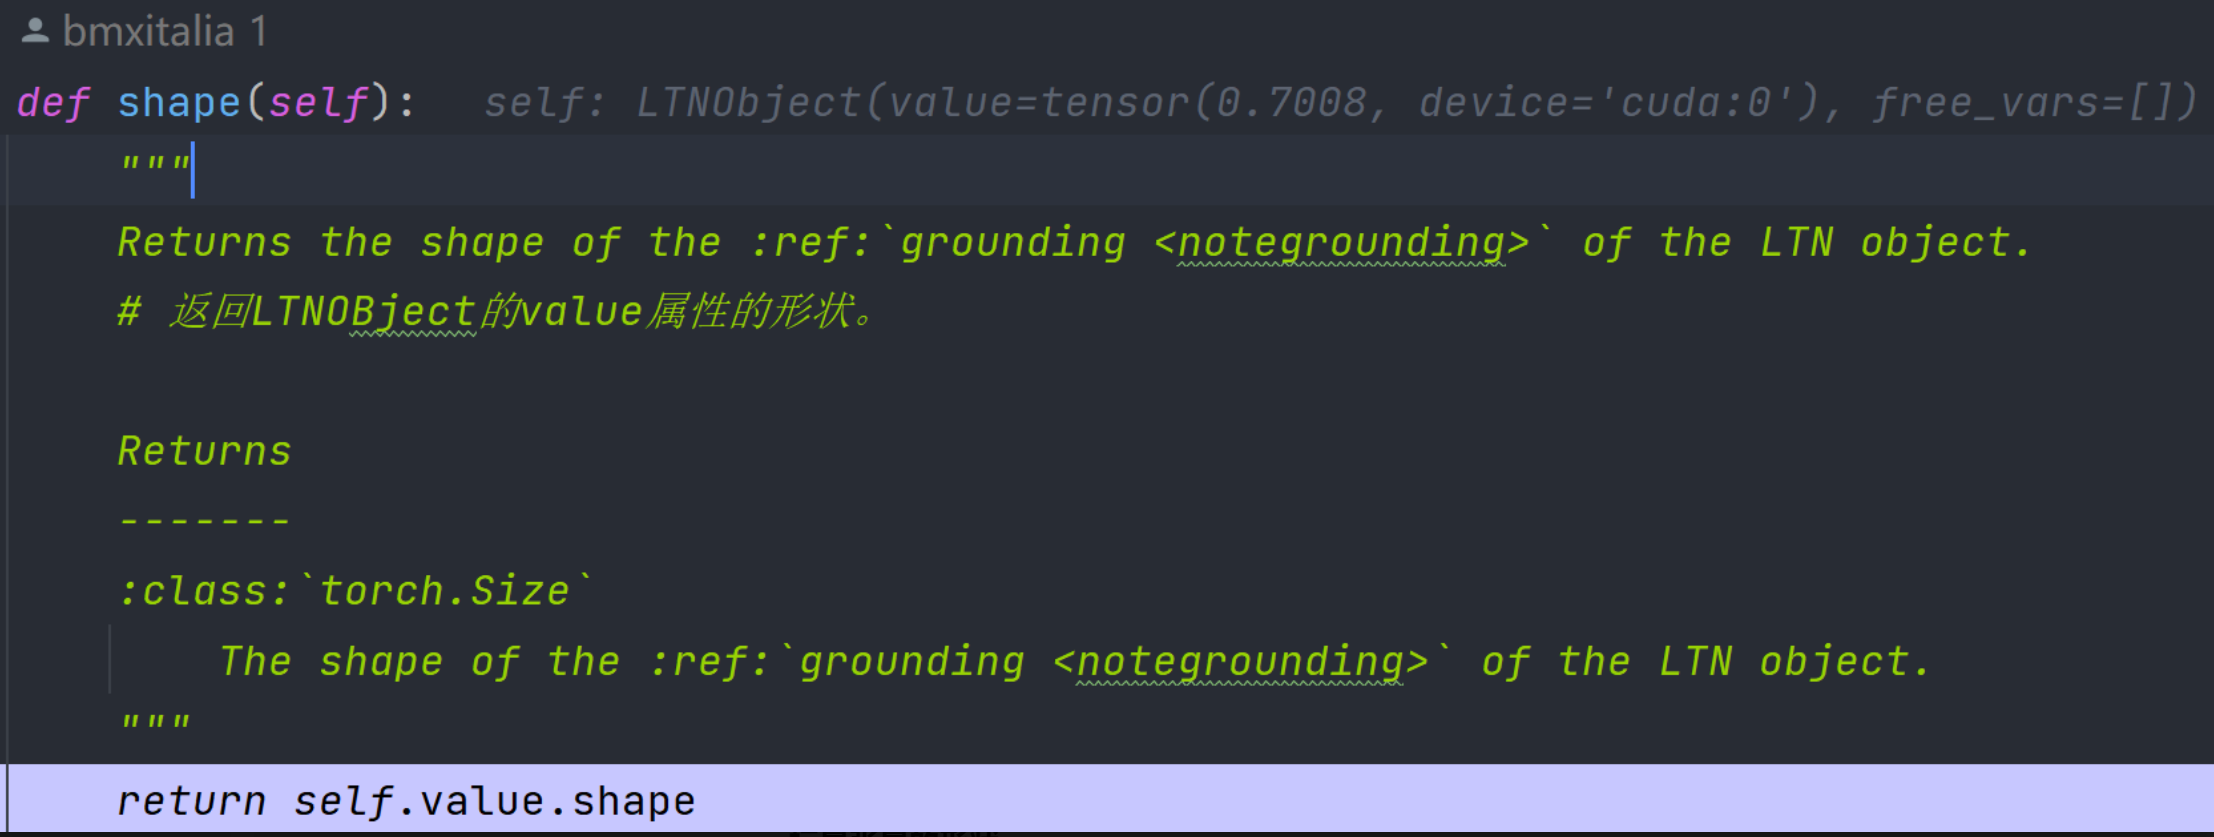 bmxitalia 1
def shape(self):   self: LTNObject(value=tensor(0.7008, device='cuda:0'), free_vars=[])
"""
Returns the shape of the :ref:`grounding <notegrounding>` of the LTN object.
# 返回LTNOBject的value属性的形状。
Returns
-------
:class:`torch.Size`
The shape of the :ref:`grounding <notegrounding>` of the LTN object.
"""
return self.value.shape